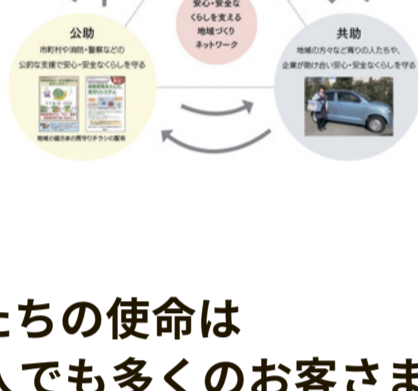 安心・安全な
くらしを支える
地域づくり
ネットワーク
公助
市町村や消防・警察などの
公的な支援で安心・安全なくらしを守る
地域の皆さまの見守りチラシの配布
共助
地域の方々など周りの人たちや、
企業が助け合い安心・安全なくらしを守る
たちの使命は
人でも多くのお客さま